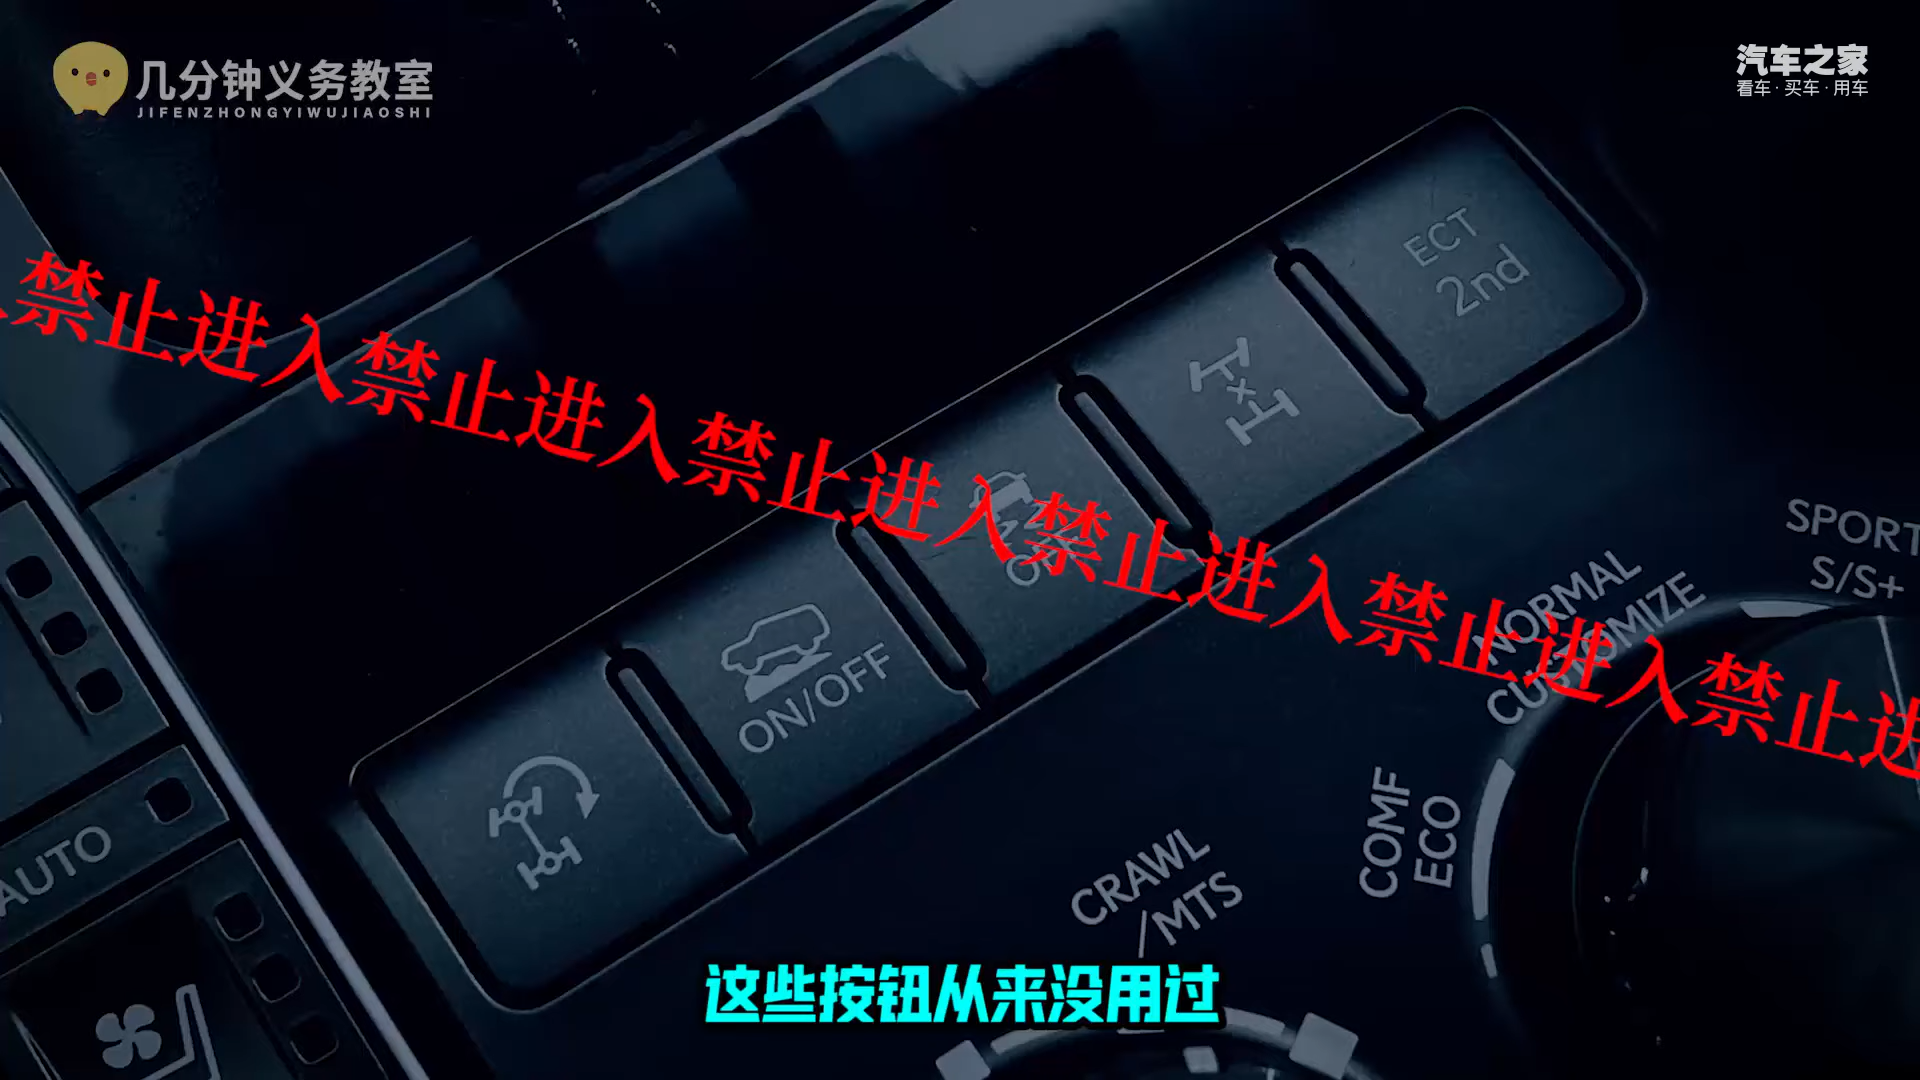 几分钟义务教室
JIFENZHONGYIWUJIAOSHI
汽车之家
看车·买车·用车
ECT
2nd
禁止进入禁止进入禁止进入禁止进入禁止进入禁止进
OFF
ON/OFF
SPORT
S/S+
NORMAL
CUSTOMIZE
COMF
ECO
CRAWL
/MTS
AUTO
这些按钮从来没用过